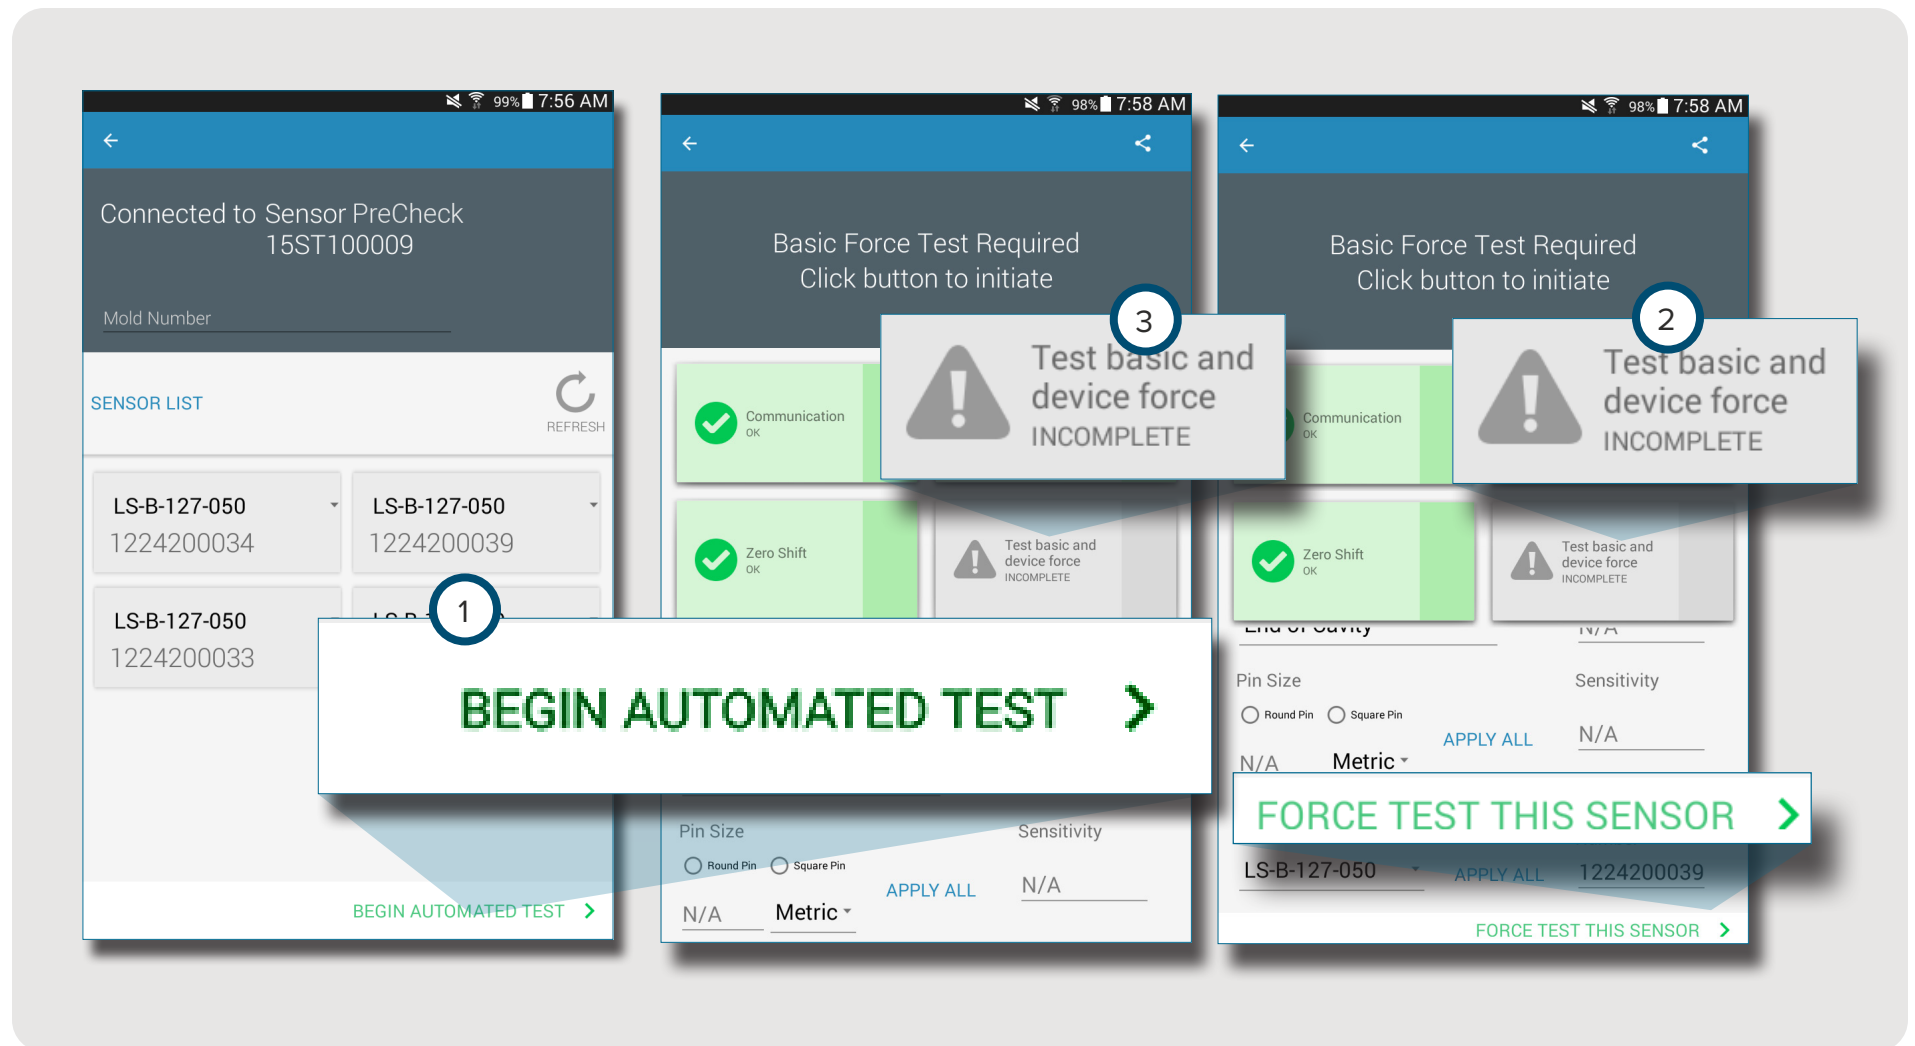 99% 7:56 AM
Connected to Sensor PreCheck
15ST100009
Mold Number
SENSOR LIST
REFRESH
LS-B-127-050
1224200034
LS-B-127-050
1224200039
LS-B-127-050
1224200033
1
BEGIN AUTOMATED TEST
BEGIN AUTOMATED TEST
98% 7:58 AM
Basic Force Test Required
Click button to initiate
3
Test basic and
device force
INCOMPLETE
Communication
OK
Zero Shift
OK
Test basic and
device force
INCOMPLETE
Pin Size
Sensitivity
Round Pin
Square Pin
APPLY ALL
N/A
N/A
Metric
98% 7:58 AM
Basic Force Test Required
Click button to initiate
2
Test basic and
device force
INCOMPLETE
Communication
OK
Zero Shift
OK
Test basic and
device force
INCOMPLETE
End of Cavity
N/A
Pin Size
Sensitivity
Round Pin
Square Pin
APPLY ALL
N/A
N/A
Metric
FORCE TEST THIS SENSOR
LS-B-127-050
APPLY ALL
1224200039
FORCE TEST THIS SENSOR